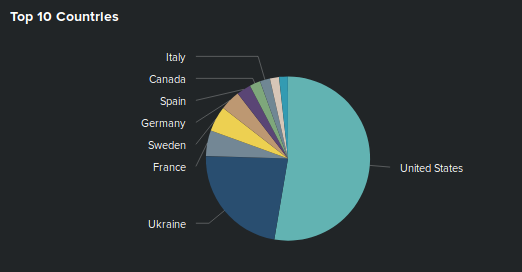 Top 10 Countries
Italy
Canada
Spain
Germany
Sweden
France
United States
Ukraine